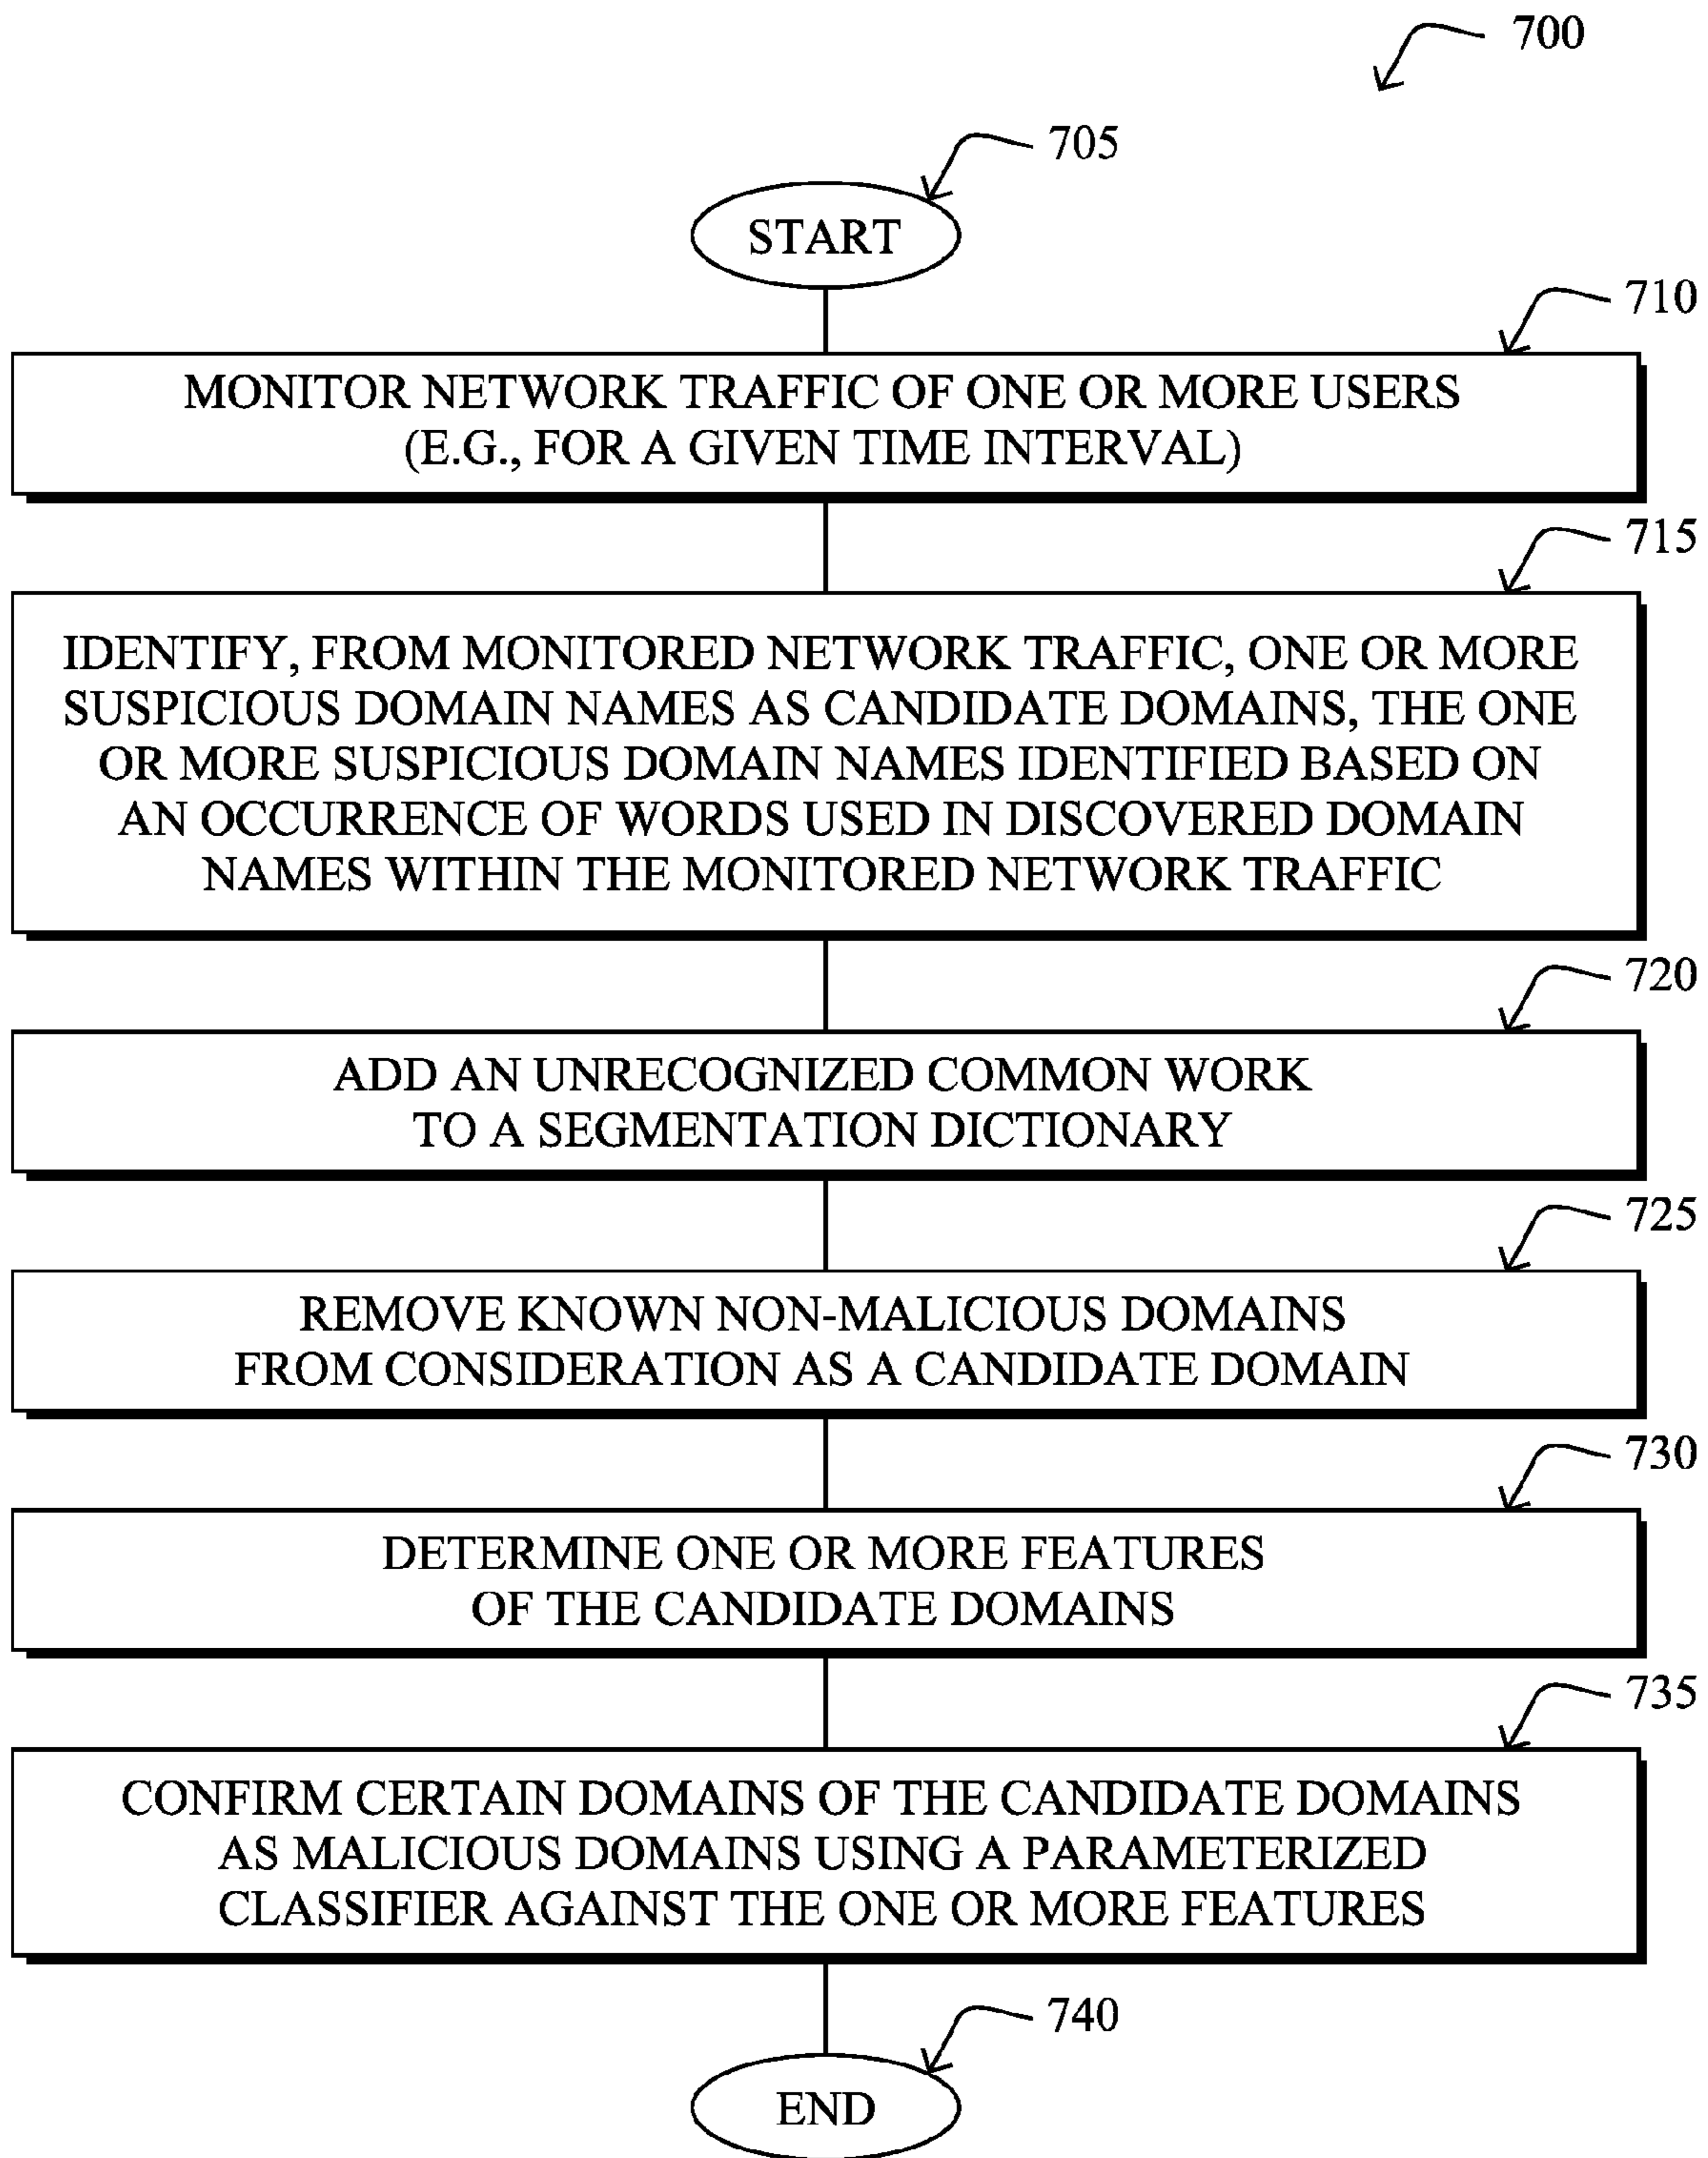 700
705
START
710
MONITOR NETWORK TRAFFIC OF ONE OR MORE USERS
(E.G., FOR A GIVEN TIME INTERVAL)
715
IDENTIFY, FROM MONITORED NETWORK TRAFFIC, ONE OR MORE
SUSPICIOUS DOMAIN NAMES AS CANDIDATE DOMAINS, THE ONE
OR MORE SUSPICIOUS DOMAIN NAMES IDENTIFIED BASED ON
AN OCCURRENCE OF WORDS USED IN DISCOVERED DOMAIN
NAMES WITHIN THE MONITORED NETWORK TRAFFIC
720
ADD AN UNRECOGNIZED COMMON WORK
TO A SEGMENTATION DICTIONARY
725
REMOVE KNOWN NON-MALICIOUS DOMAINS
FROM CONSIDERATION AS A CANDIDATE DOMAIN
730
DETERMINE ONE OR MORE FEATURES
OF THE CANDIDATE DOMAINS
735
CONFIRM CERTAIN DOMAINS OF THE CANDIDATE DOMAINS
AS MALICIOUS DOMAINS USING A PARAMETERIZED
CLASSIFIER AGAINST THE ONE OR MORE FEATURES
740
END